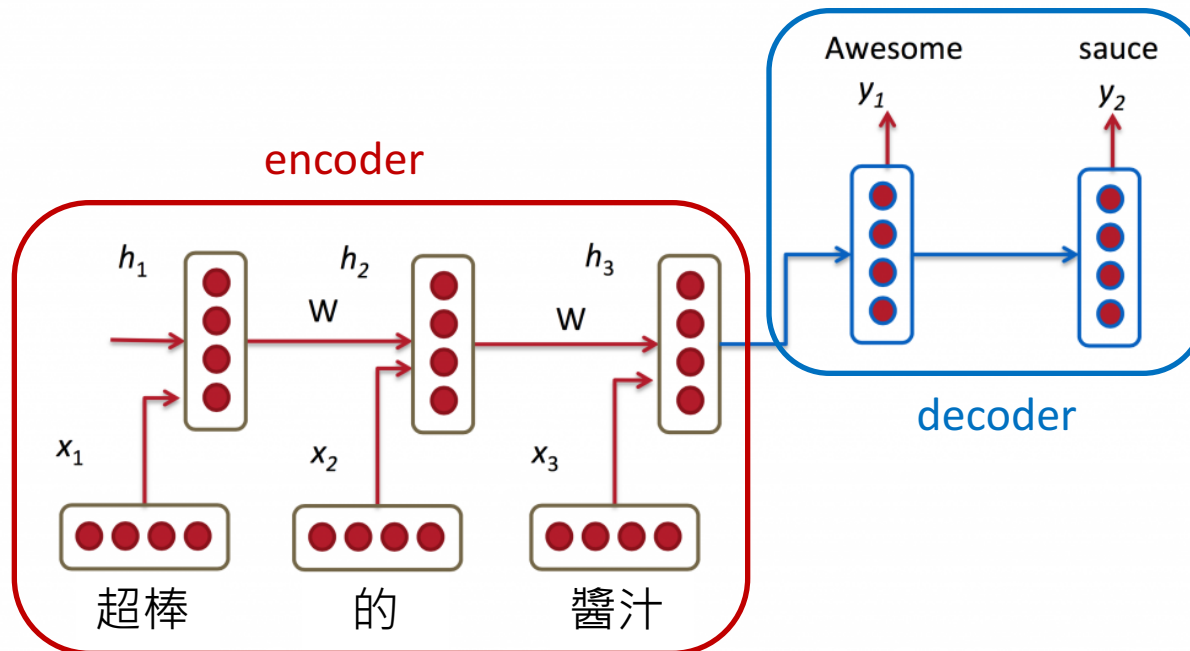 Awesome sauce
y1 y2
encoder
h1 h2 h3
W W
decoder
x1 x2 x3
超棒 的 醬汁